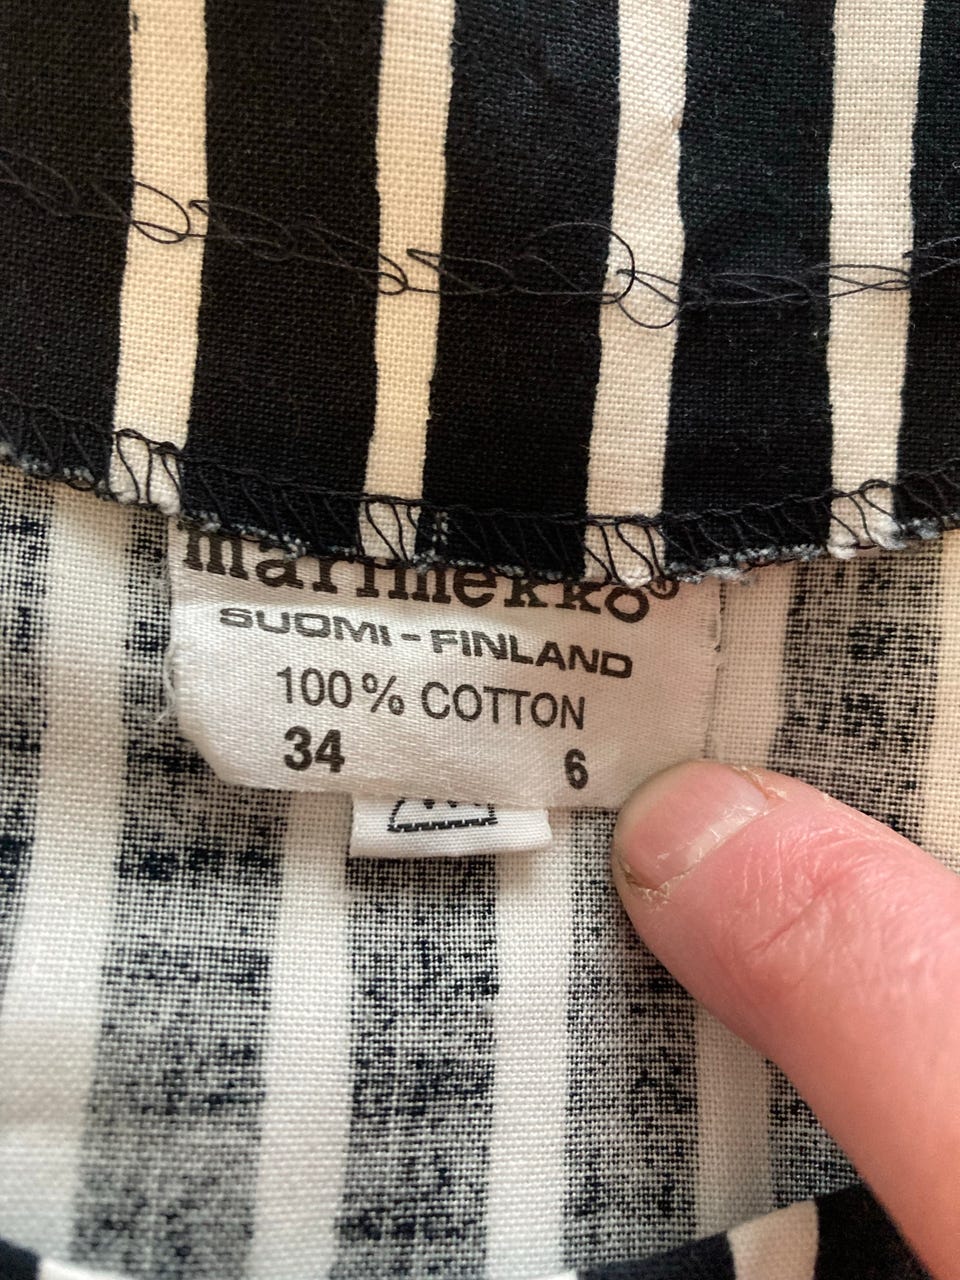 marimekko®
SUOMI - FINLAND
100% COTTON
34 6